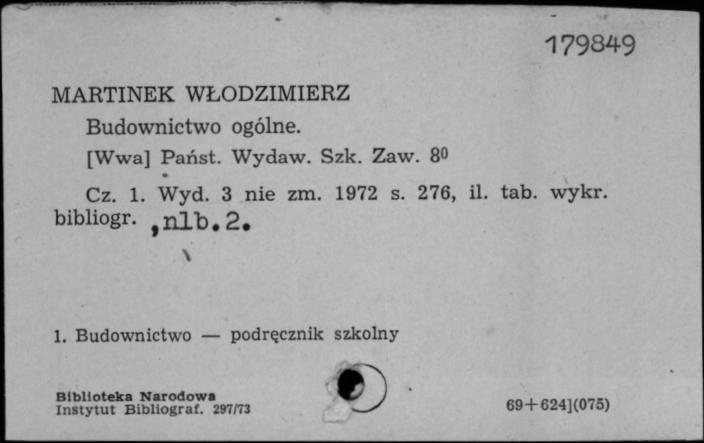 179849
MARTINEK WŁODZIMIERZ
Budownictwo ogólne.
[Wwa] Państ. Wydaw. Szk. Zaw. 8⁰
Cz. 1. Wyd. 3 nie zm. 1972 s. 276, il. tab. wykr.
bibliogr. ,nlb.2.
1. Budownictwo — podręcznik szkolny
Biblioteka Narodowa
Instytut Bibliograf. 297/73
69+624](075)